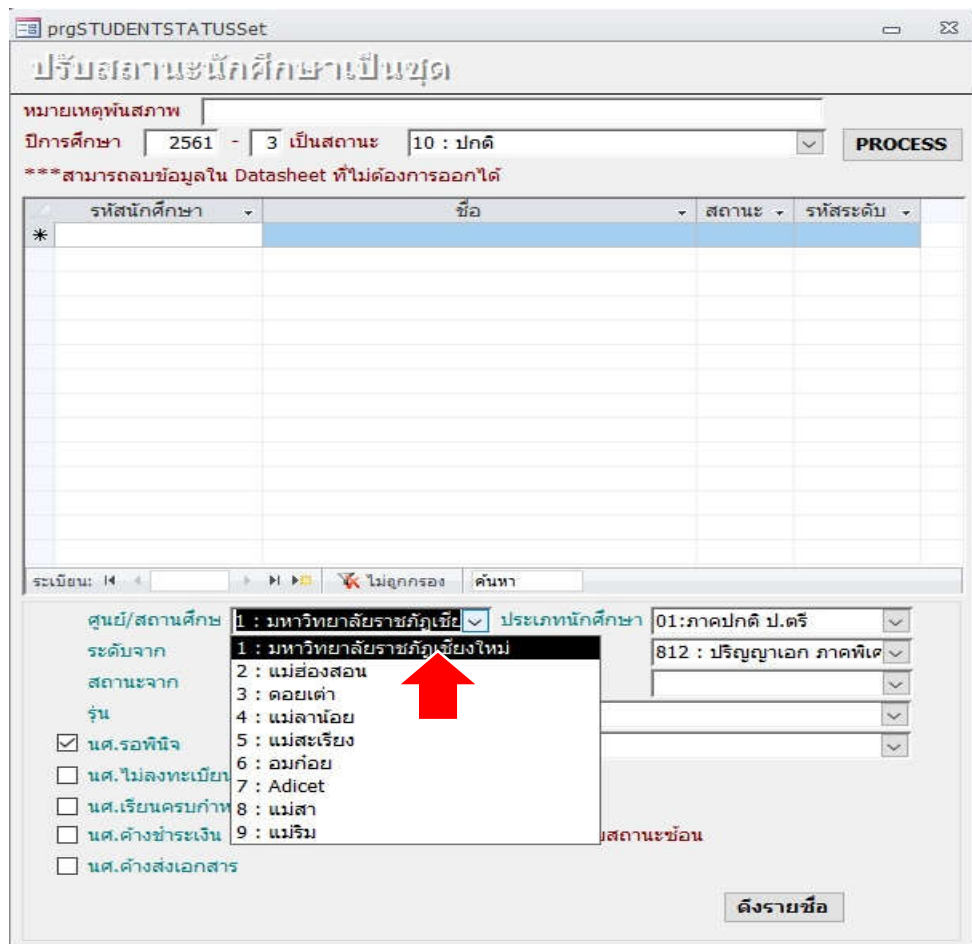 prgSTUDENTSTATUSSet
ปรับสถานะนักศึกษาเป็นชุด
หมายเหตุพ้นสภาพ
ปีการศึกษา 2561 - 3 เป็นสถานะ 10 : ปกติ PROCESS
***สามารถลบข้อมูลใน Datasheet ที่ไม่ต้องการออกได้
รหัสนักศึกษา ชื่อ สถานะ รหัสระดับ
ระเบียน: ไม่ถูกกรอง ค้นหา
ศูนย์/สถานศึกษ 1 : มหาวิทยาลัยราชภัฏเชีย ประเภทนักศึกษา 01:ภาคปกติ ป.ตรี
ระดับจาก 1 : มหาวิทยาลัยราชภัฏเชียงใหม่ 812 : ปริญญาเอก ภาคพิเศ
2 : แม่ฮ่องสอน
สถานะจาก
3 : ดอยเต่า
รุ่น 4 : แม่ลาน้อย
นศ.รอพินิจ 5 : แม่สะเรียง
6 : อมก๋อย
นศ.ไม่ลงทะเบียน
7 : Adicet
นศ.เรียนครบกำห 8 : แม่สา
นศ.ค้างชำระเงิน 9 : แม่ริม บสถานะซ้อน
นศ.ค้างส่งเอกสาร
ดึงรายชื่อ